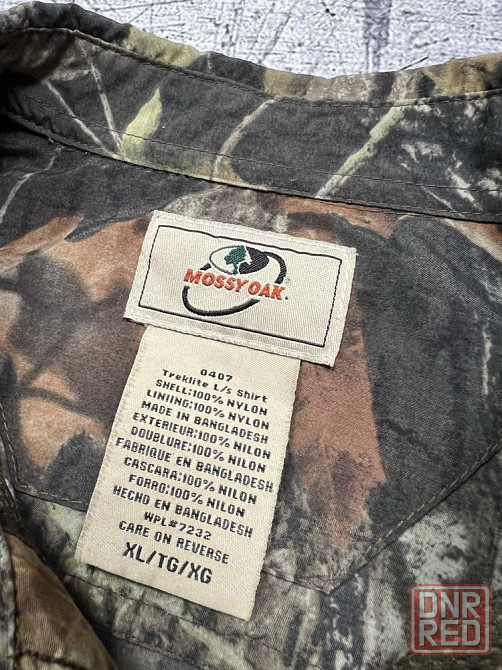 MOSSY OAK
0407
Treklite L/s Shirt
SHELL:100% NYLON
LINIING:100% NYLON
MADE IN BANGLADESH
EXTERIEUR:100% NILON
DOUBLURE:100% NILON
FABRIQUE EN BANGLADESH
CASCARA:100% NILON
FORRO:100% NILON
HECHO EN BANGLADESH
WPL#7232
CARE ON REVERSE
XL/TG/XG
DNR
RED